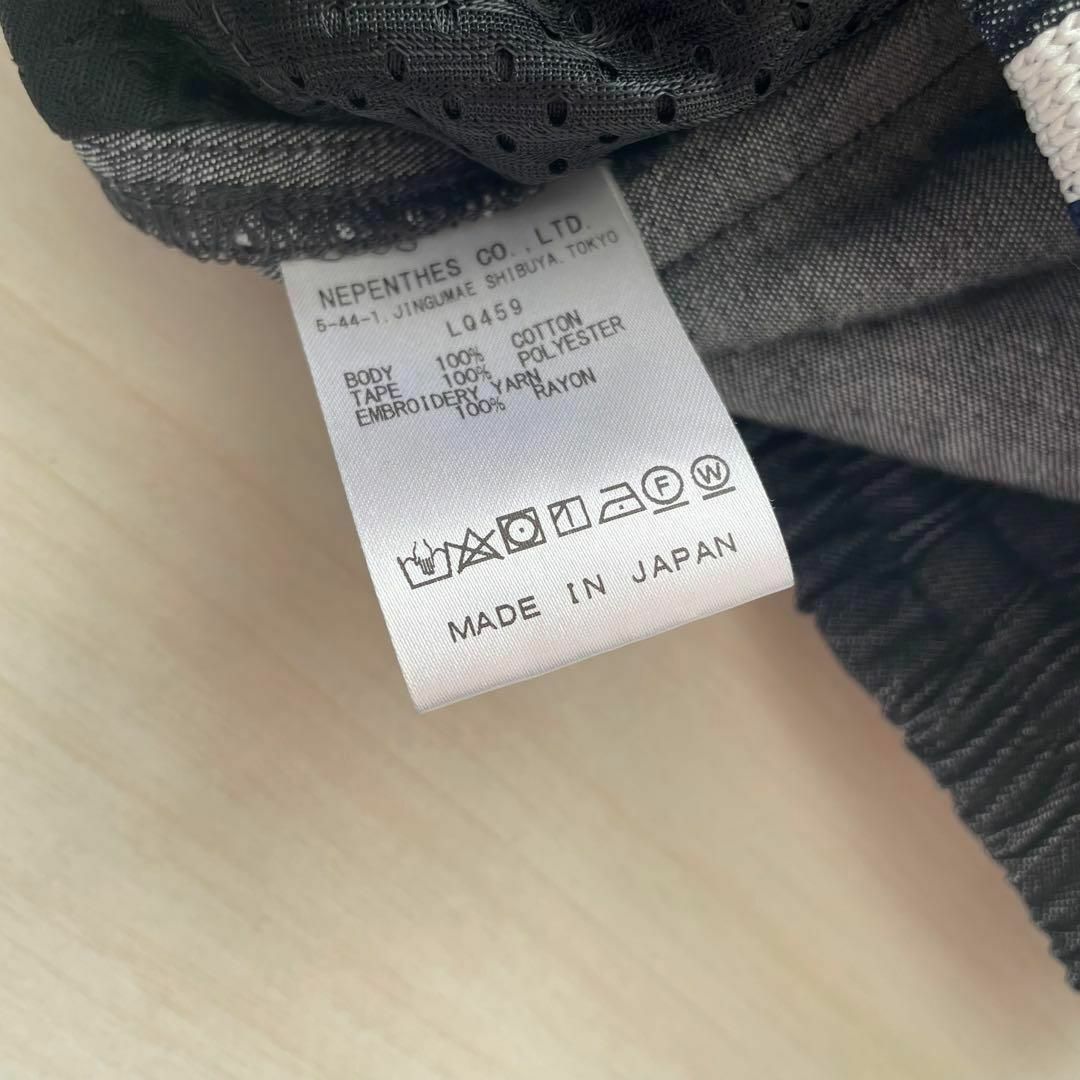 NEPENTHES CO., LTD.
5-44-1, JINGUMAE SHIBUYA, TOKYO
LQ459
BODY 100% COTTON
TAPE 100% POLYESTER
EMBROIDERY YARN
100% RAYON
F W
MADE IN JAPAN